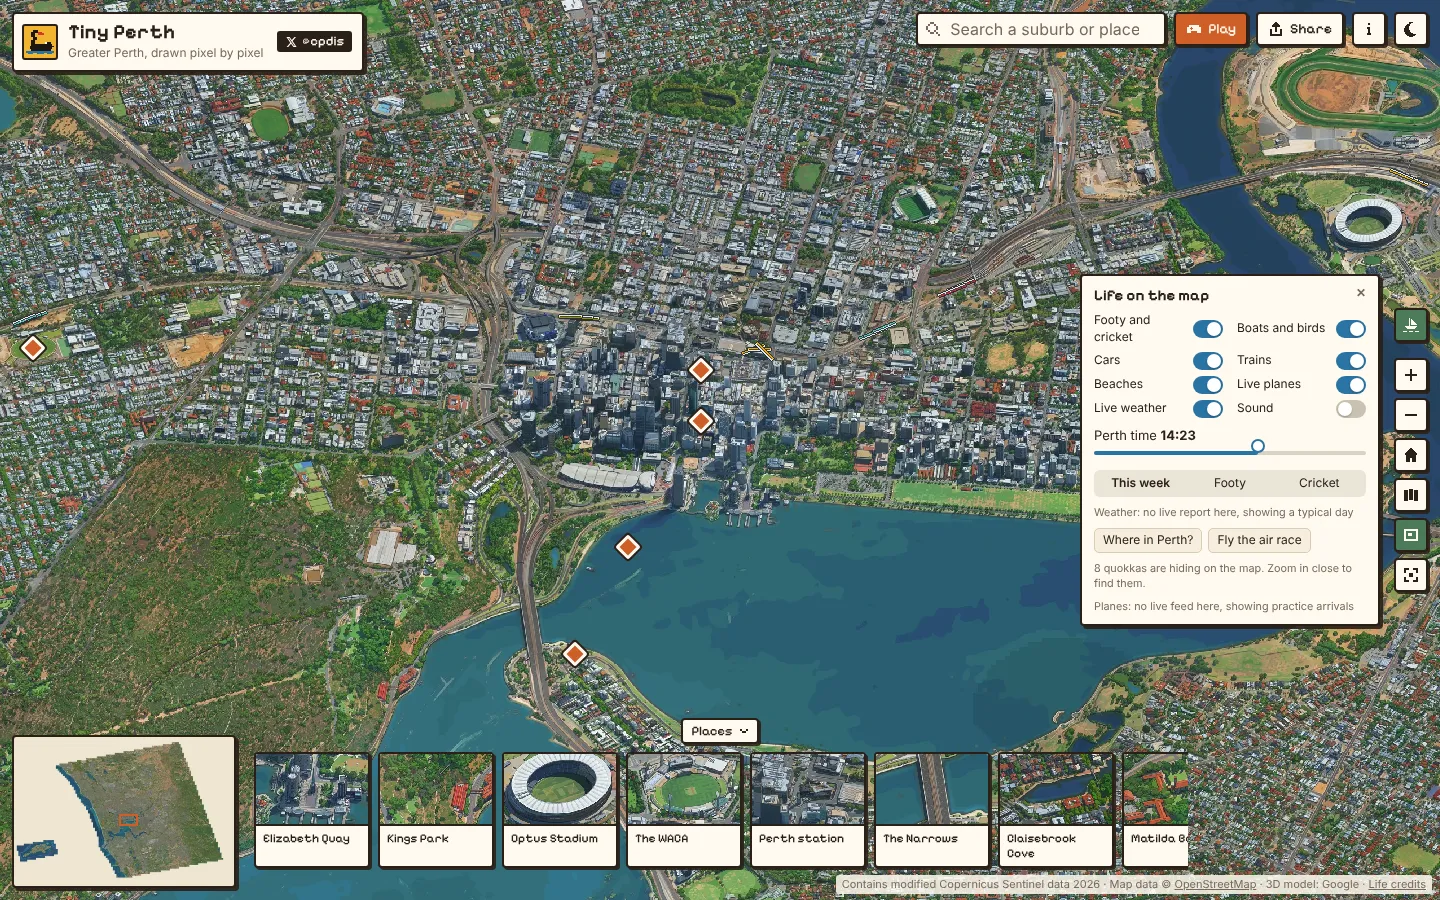 Tiny Perth
Greater Perth, drawn pixel by pixel
X @opdis
Search a suburb or place
Play
Share
i
Life on the map
×
Footy and cricket
Boats and birds
Cars
Trains
Beaches
Live planes
Live weather
Sound
Perth time 14:23
This week
Footy
Cricket
Weather: no live report here, showing a typical day
Where in Perth?
Fly the air race
8 quokkas are hiding on the map. Zoom in close to
find them.
Planes: no live feed here, showing practice arrivals
+
−
Places
Elizabeth Quay
Kings Park
Optus Stadium
The WACA
Perth station
The Narrows
Claisebrook
Cove
Matilda B
Contains modified Copernicus Sentinel data 2026 · Map data © OpenStreetMap · 3D model: Google · Life credits